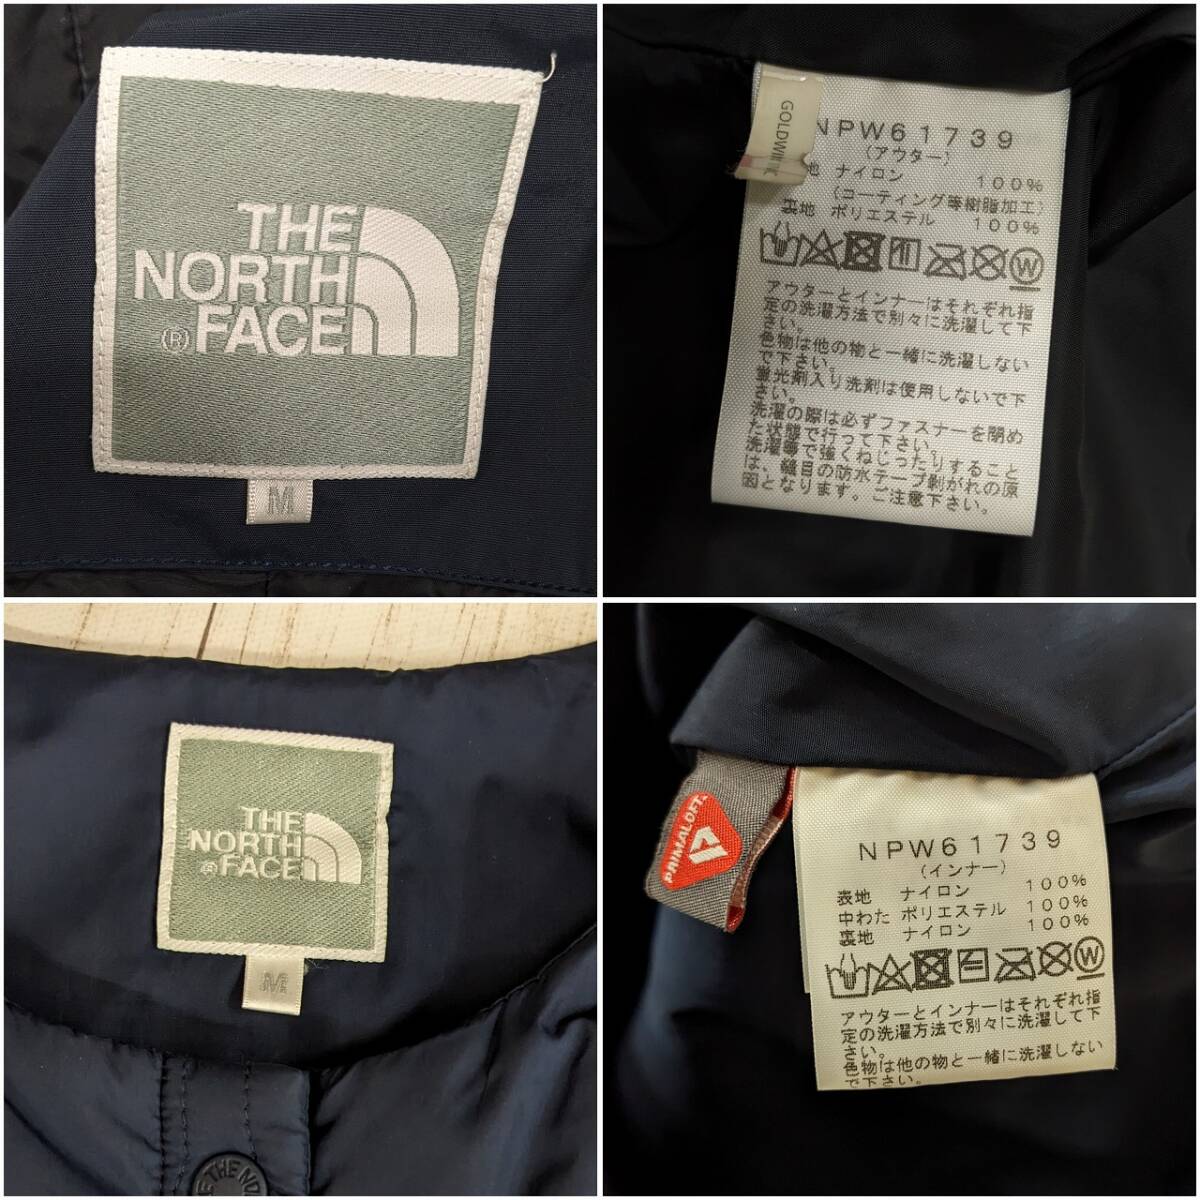 THE
NORTH
(R) FACE
M
GOLDWIN
NPW61739
(アウター)
地 ナイロン 100%
(コーティング等樹脂加工)
裏地 ポリエステル 100%
W
アウターとインナーはそれぞれ指
定の洗濯方法で別々に洗濯して下
さい。
色物は他の物と一緒に洗濯しない
で下さい。
蛍光剤入り洗剤は使用しないで下
さい。
洗濯の際は必ずファスナーを閉め
た状態で行って下さい。
洗濯等で強くねじったりすること
は、縫目の防水テープ剝がれの原
因となります。ご注意下さい。
THE
NORTH
® FACE
M
THE NO
PRIMALOFT
NPW61739
(インナー)
表地 ナイロン 100%
中わた ポリエステル 100%
裏地 ナイロン 100%
W
アウターとインナーはそれぞれ指
定の洗濯方法で別々に洗濯して下
さい。
色物は他の物と一緒に洗濯しない
で下さい。